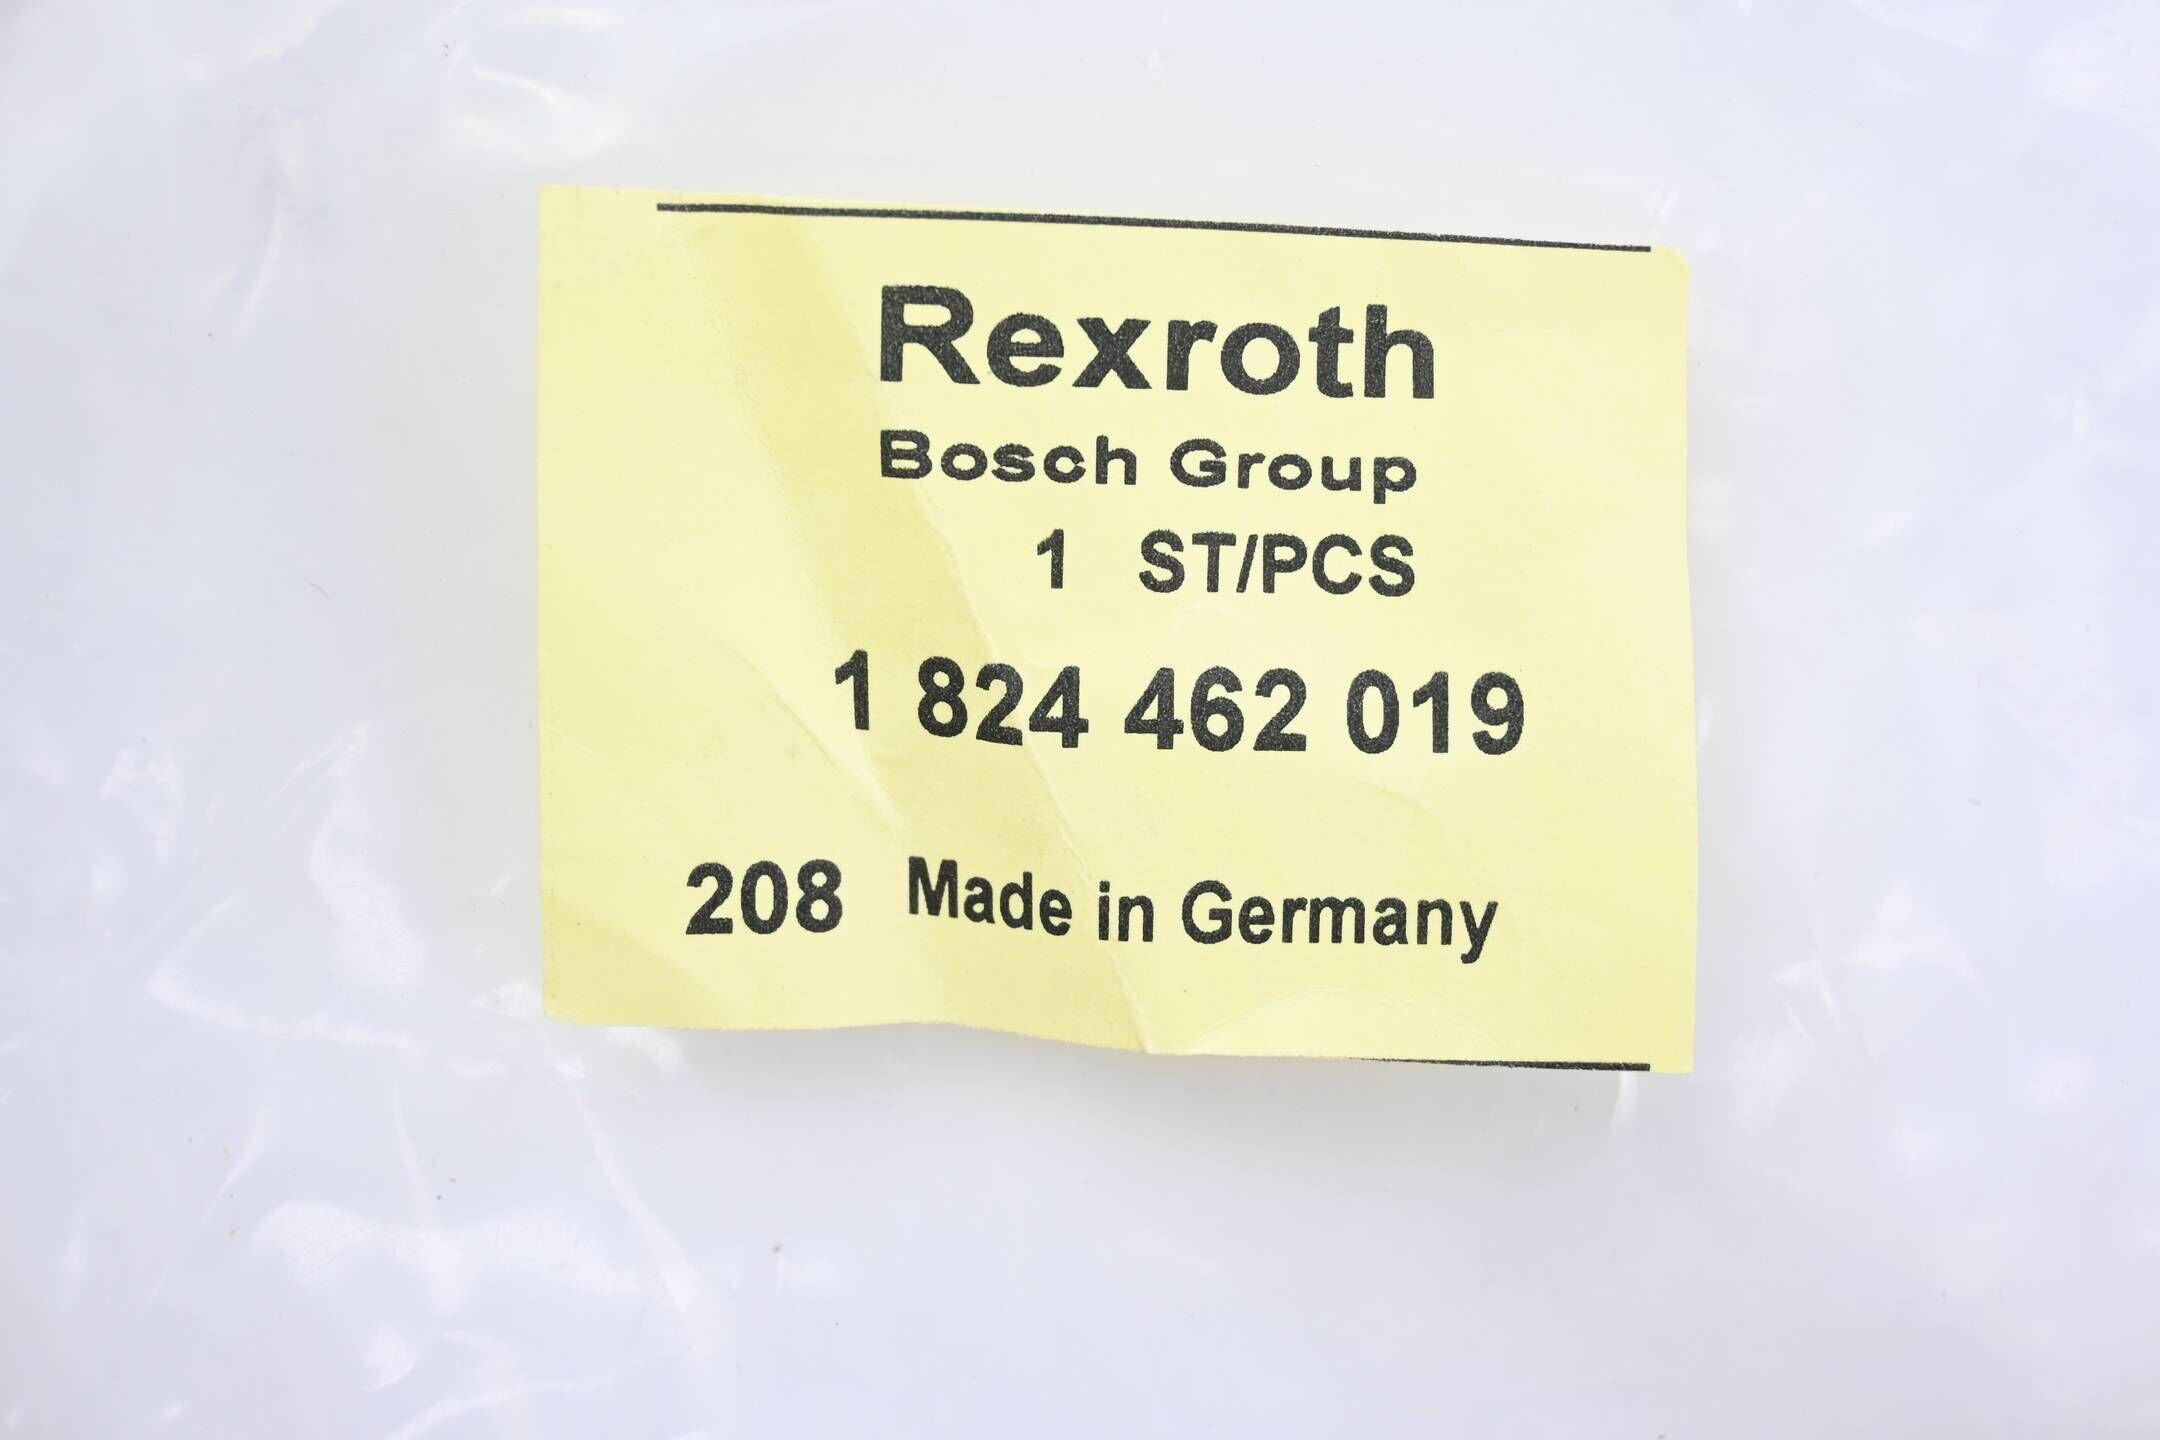 Rexroth
Bosch Group
1 ST/PCS
1 824 462 019
208 Made in Germany